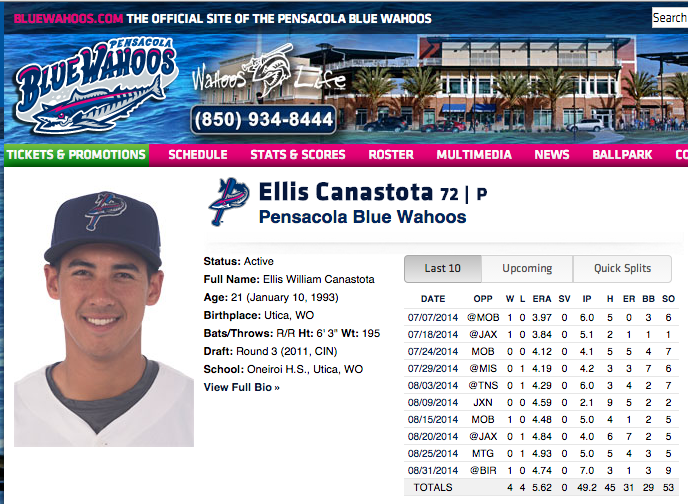 BLUEWAHOOS.COM THE OFFICIAL SITE OF THE PENSACOLA BLUE WAHOOS
Search
PENSACOLA
BLUEWAHOOS
Wahoos Life
(850) 934-8444
TICKETS & PROMOTIONS SCHEDULE STATS & SCORES ROSTER MULTIMEDIA NEWS BALLPARK CO
Ellis Canastota 72 | P
Pensacola Blue Wahoos
Status: Active
Full Name: Ellis William Canastota
Age: 21 (January 10, 1993)
Birthplace: Utica, WO
Bats/Throws: R/R Ht: 6' 3" Wt: 195
Draft: Round 3 (2011, CIN)
School: Oneiroi H.S., Utica, WO
View Full Bio »
Last 10 Upcoming Quick Splits
DATE OPP W L ERA SV IP H ER BB SO
07/07/2014 @MOB 1 0 3.97 0 6.0 5 0 3 6
07/18/2014 @JAX 1 0 3.84 0 5.1 2 1 1 1
07/24/2014 MOB 0 0 4.12 0 4.1 5 5 4 7
07/29/2014 @MIS 0 1 4.19 0 4.2 3 3 7 6
08/03/2014 @TNS 0 1 4.29 0 6.0 3 4 2 7
08/09/2014 JXN 0 0 4.59 0 2.1 9 5 2 2
08/15/2014 MOB 1 0 4.48 0 5.0 4 1 2 5
08/20/2014 @JAX 0 1 4.84 0 4.0 6 7 2 5
08/25/2014 MTG 0 1 4.93 0 5.0 5 4 3 5
08/31/2014 @BIR 1 0 4.74 0 7.0 3 1 3 9
TOTALS 4 4 5.62 0 49.2 45 31 29 53